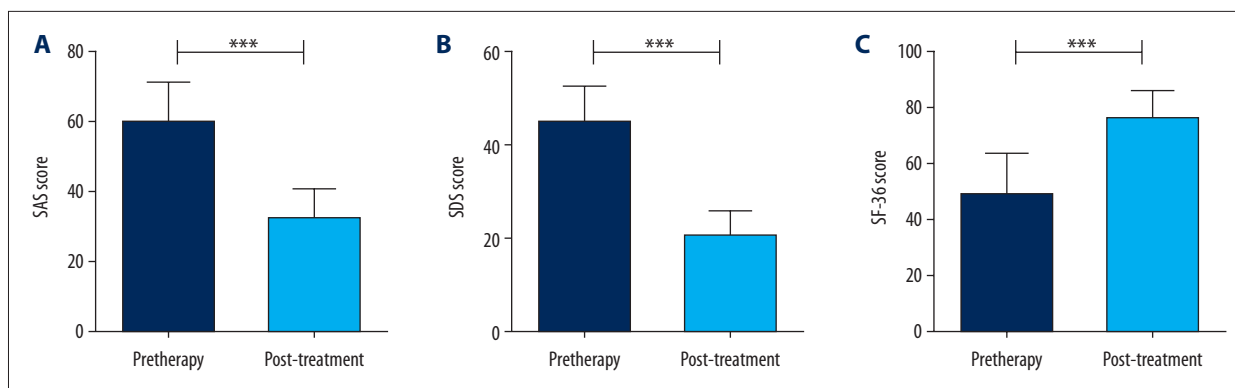 A
***
SAS score
80
60
40
20
0
Pretherapy
Post-treatment
B
***
SDS score
60
40
20
0
Pretherapy
Post-treatment
C
***
SF-36 score
100
80
60
40
20
0
Pretherapy
Post-treatment